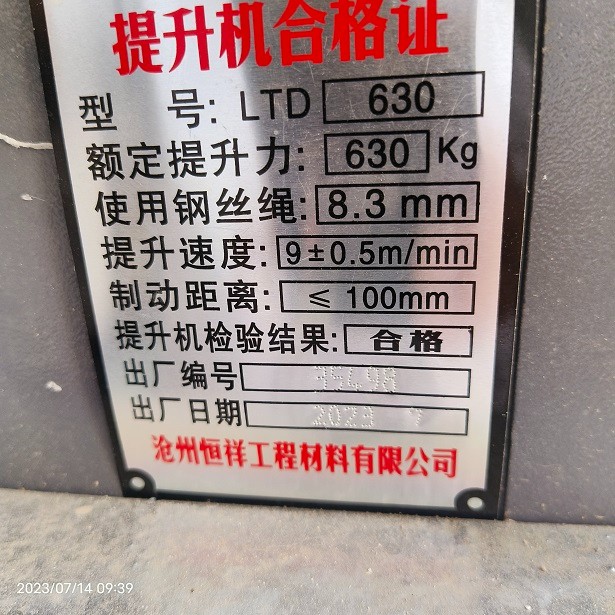 提升机合格证
型 号: LTD 630
额定提升力: 630 Kg
使用钢丝绳: 8.3 mm
提升速度: 9±0.5m/min
制动距离: ≤ 100mm
提升机检验结果: 合格
出厂编号 35498
出厂日期 2023 7
沧州恒祥工程材料有限公司
2023/07/14 09:39